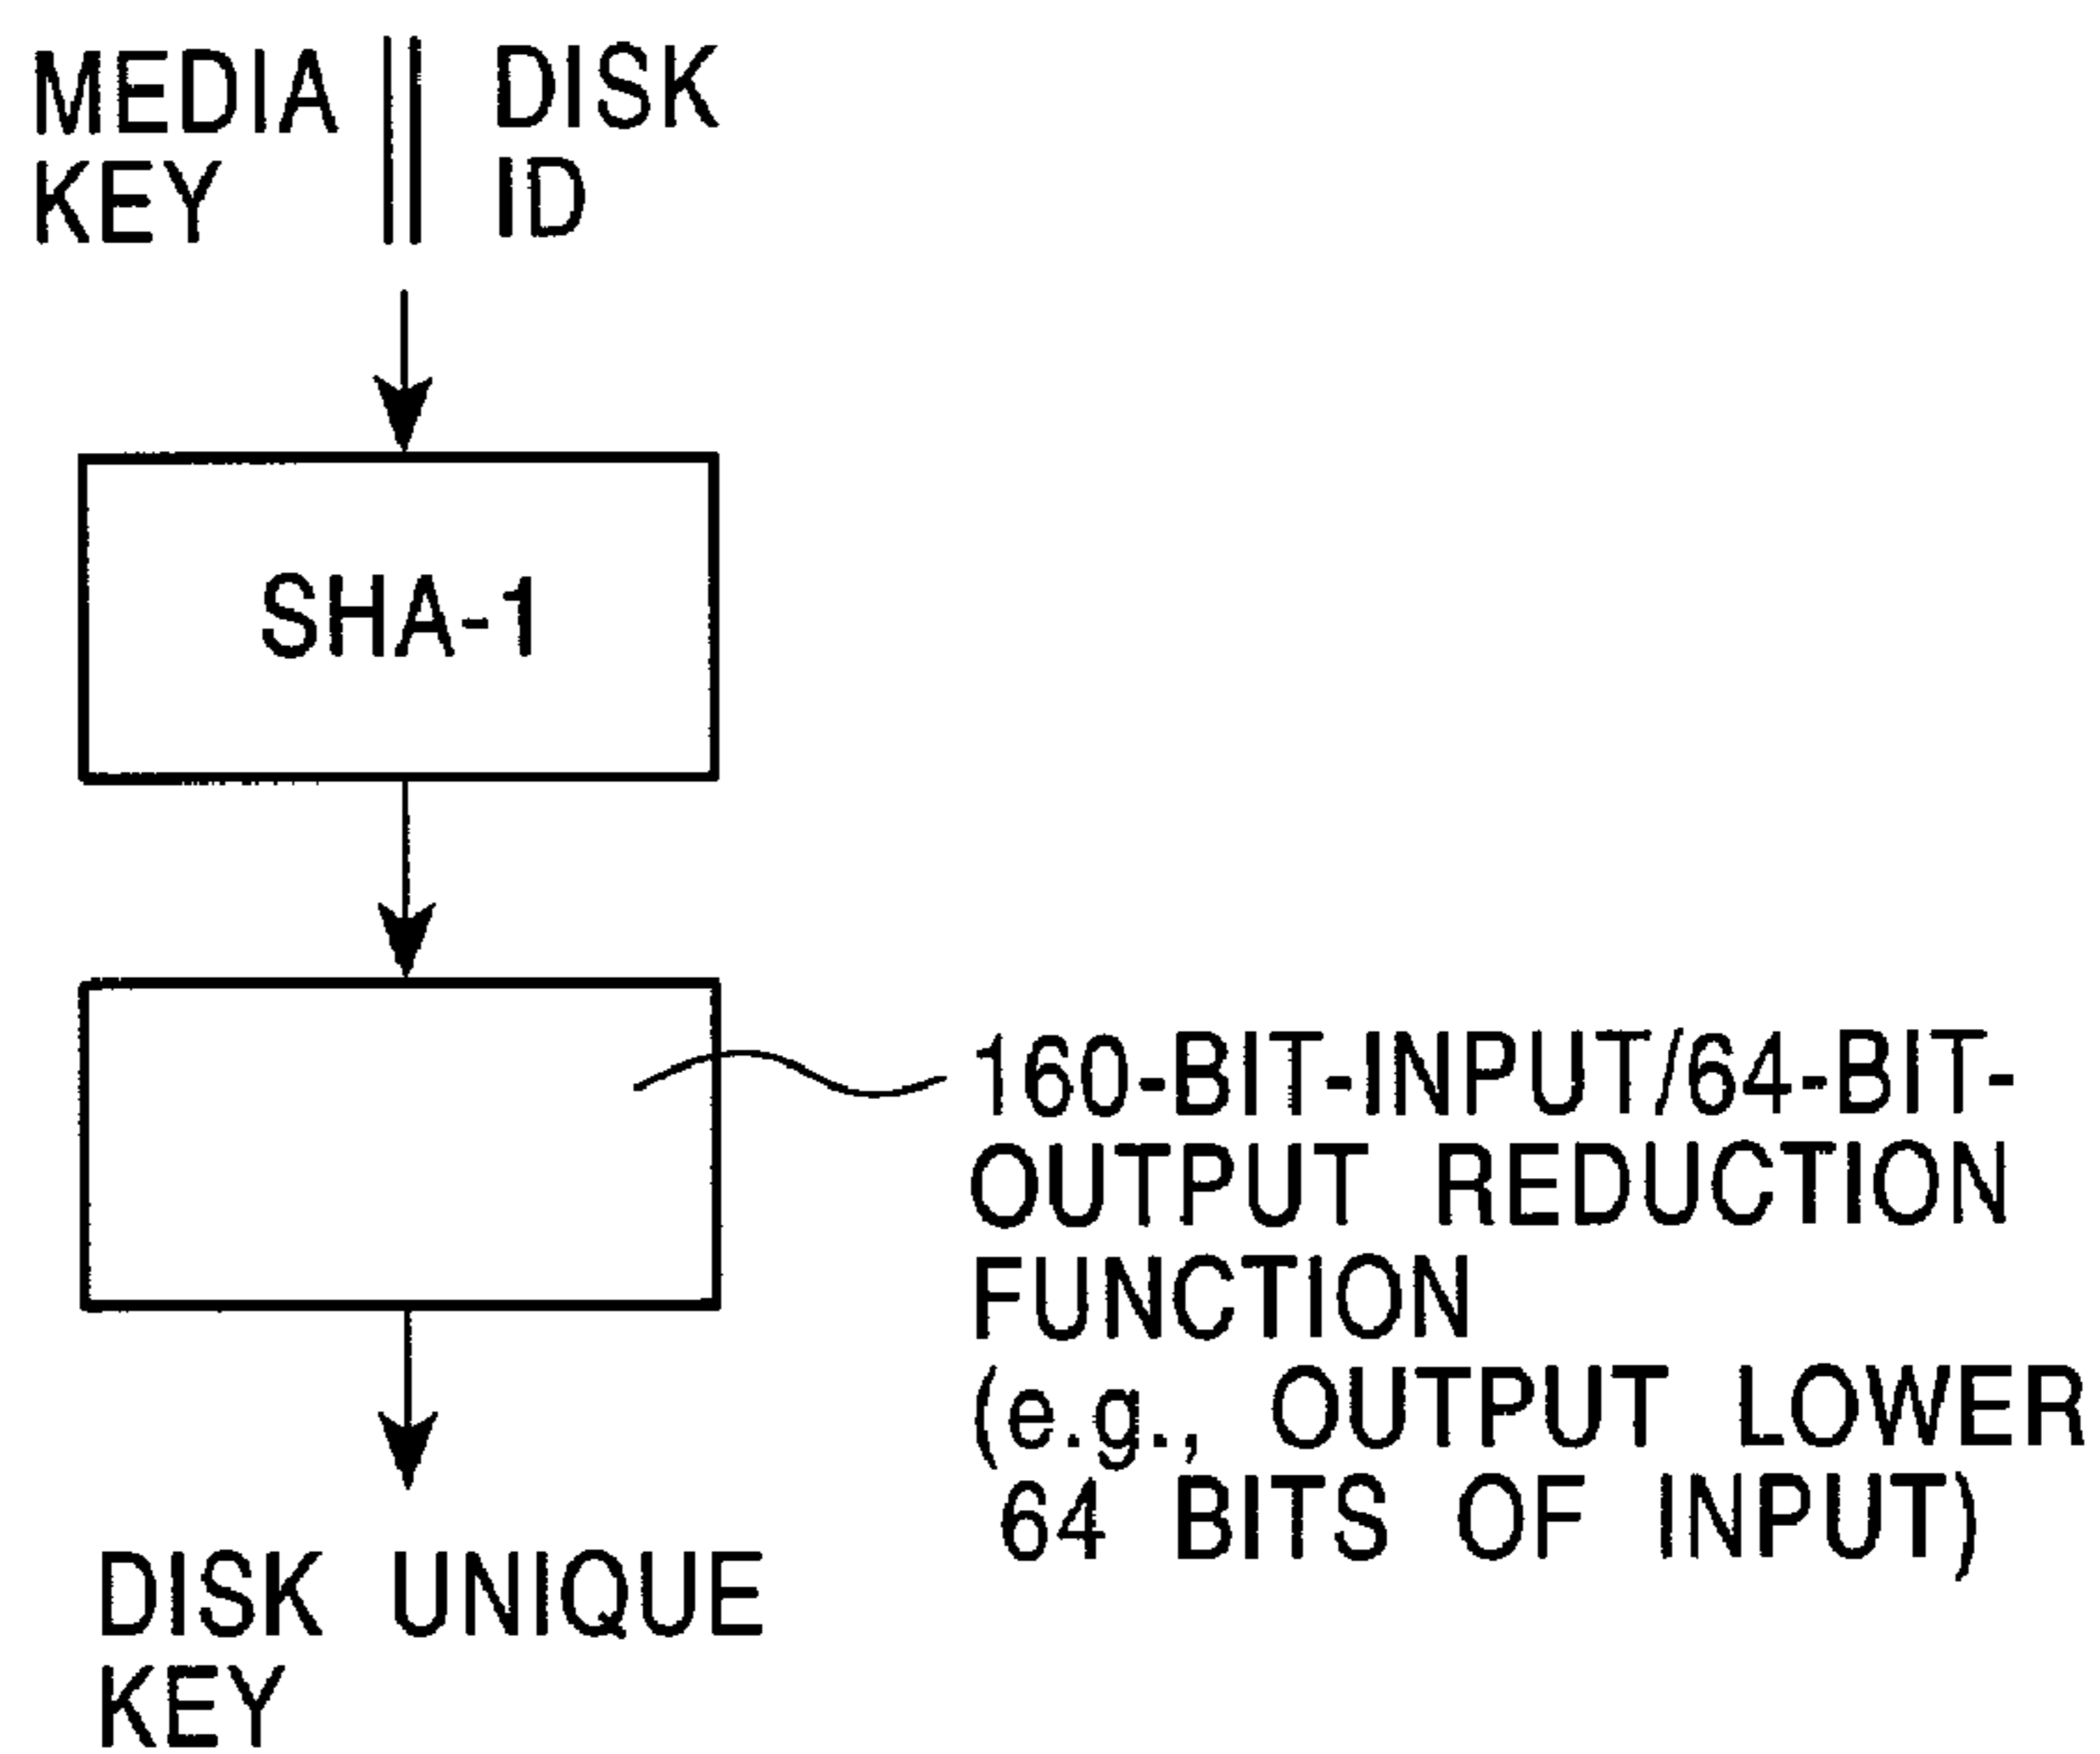 MEDIA || DISK
KEY ID
SHA-1
160-BIT-INPUT/64-BIT-
OUTPUT REDUCTION
FUNCTION
(e.g., OUTPUT LOWER
64 BITS OF INPUT)
DISK UNIQUE
KEY